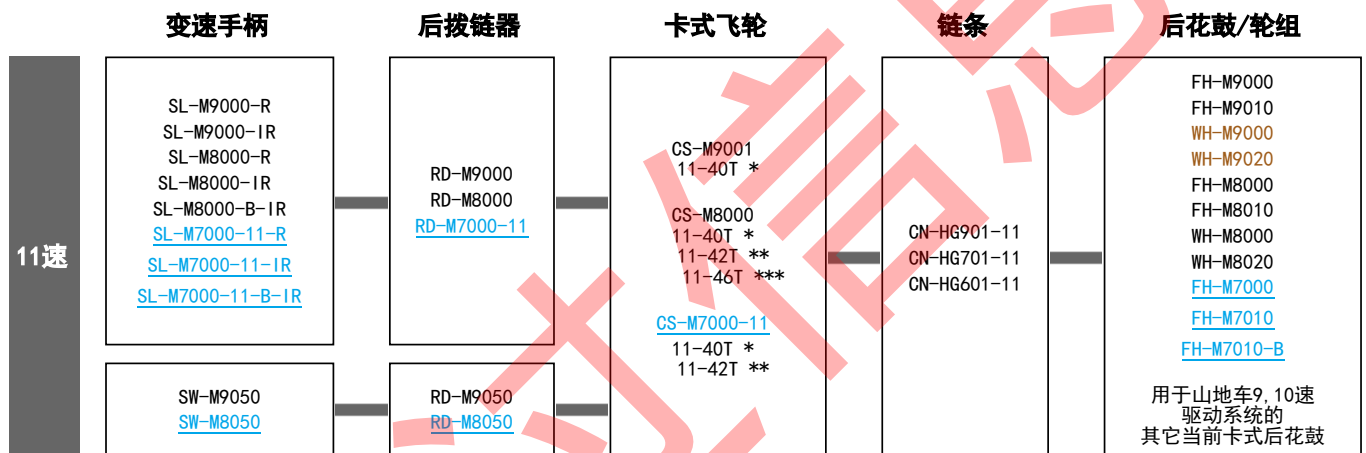 变速手柄
后拨链器
卡式飞轮
链条
后花鼓/轮组
11速
SL-M9000-R
SL-M9000-IR
SL-M8000-R
SL-M8000-IR
SL-M8000-B-IR
SL-M7000-11-R
SL-M7000-11-IR
SL-M7000-11-B-IR
SW-M9050
SW-M8050
RD-M9000
RD-M8000
RD-M7000-11
RD-M9050
RD-M8050
CS-M9001
11-40T *
CS-M8000
11-40T *
11-42T **
11-46T ***
CS-M7000-11
11-40T *
11-42T **
CN-HG901-11
CN-HG701-11
CN-HG601-11
FH-M9000
FH-M9010
WH-M9000
WH-M9020
FH-M8000
FH-M8010
WH-M8000
WH-M8020
FH-M7000
FH-M7010
FH-M7010-B
用于山地车9,10速
驱动系统的
其它当前卡式后花鼓